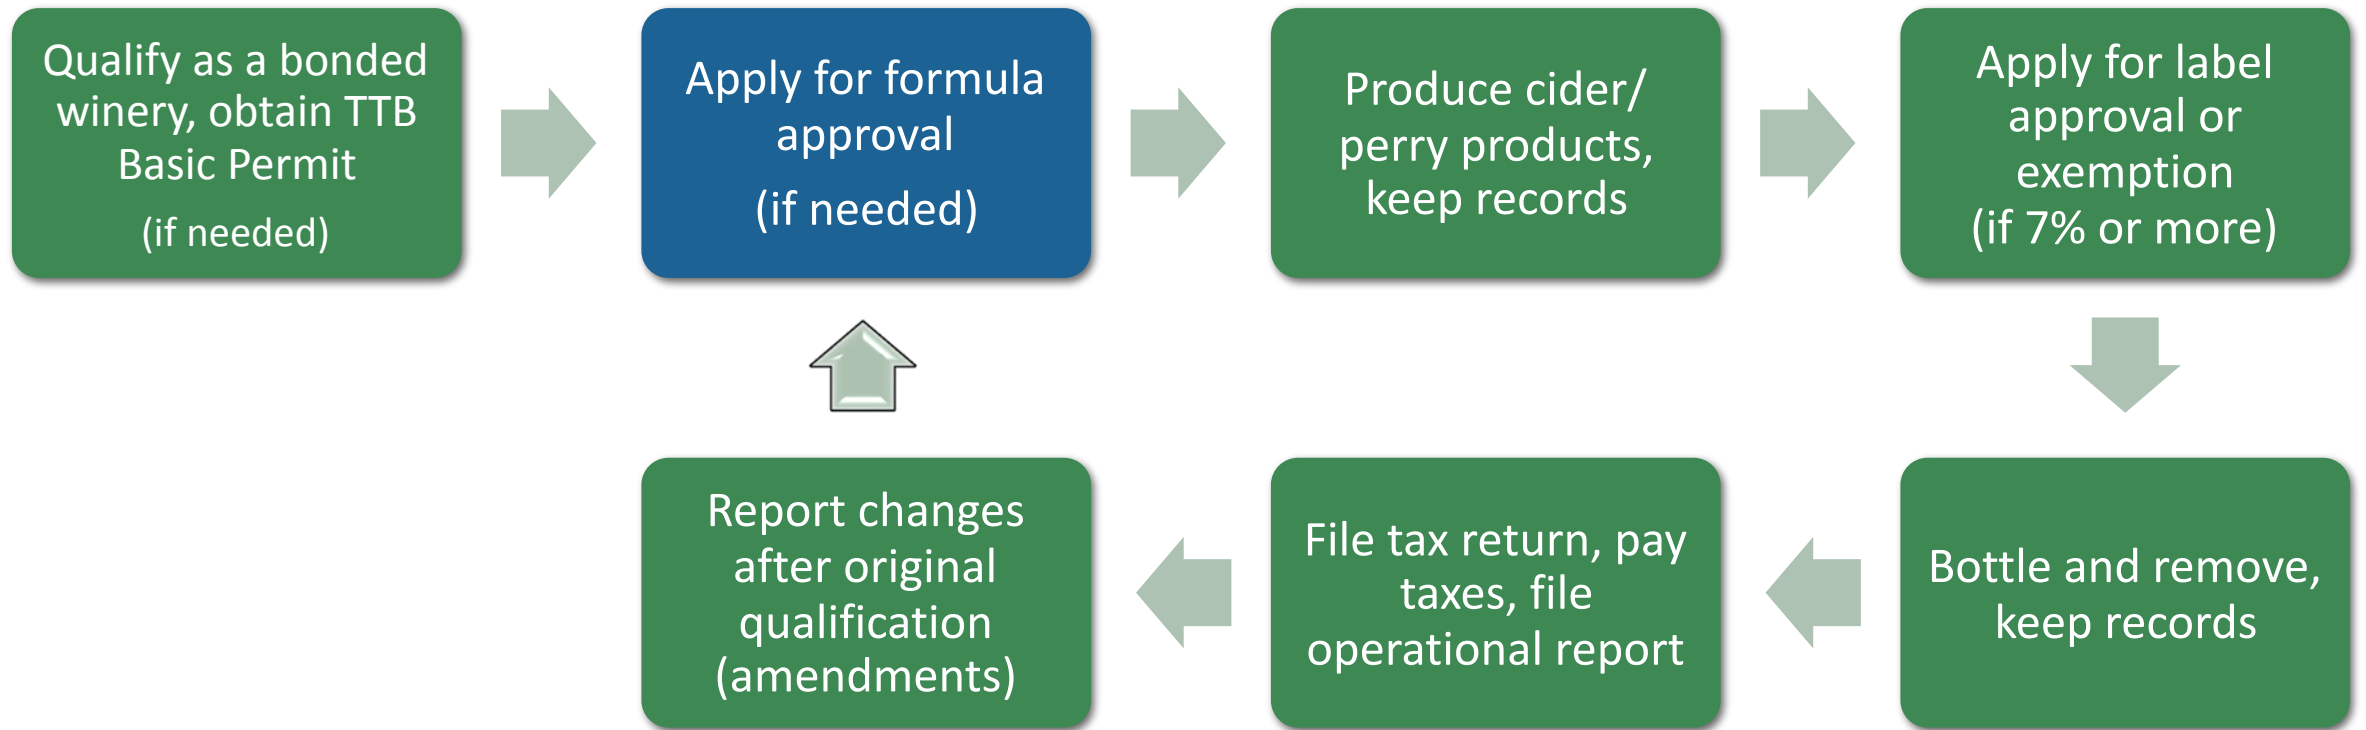 Qualify as a bonded
winery, obtain TTB
Basic Permit
(if needed)
Apply for formula
approval
(if needed)
Produce cider/
perry products,
keep records
Apply for label
approval or
exemption
(if 7% or more)
Bottle and remove,
keep records
File tax return, pay
taxes, file
operational report
Report changes
after original
qualification
(amendments)